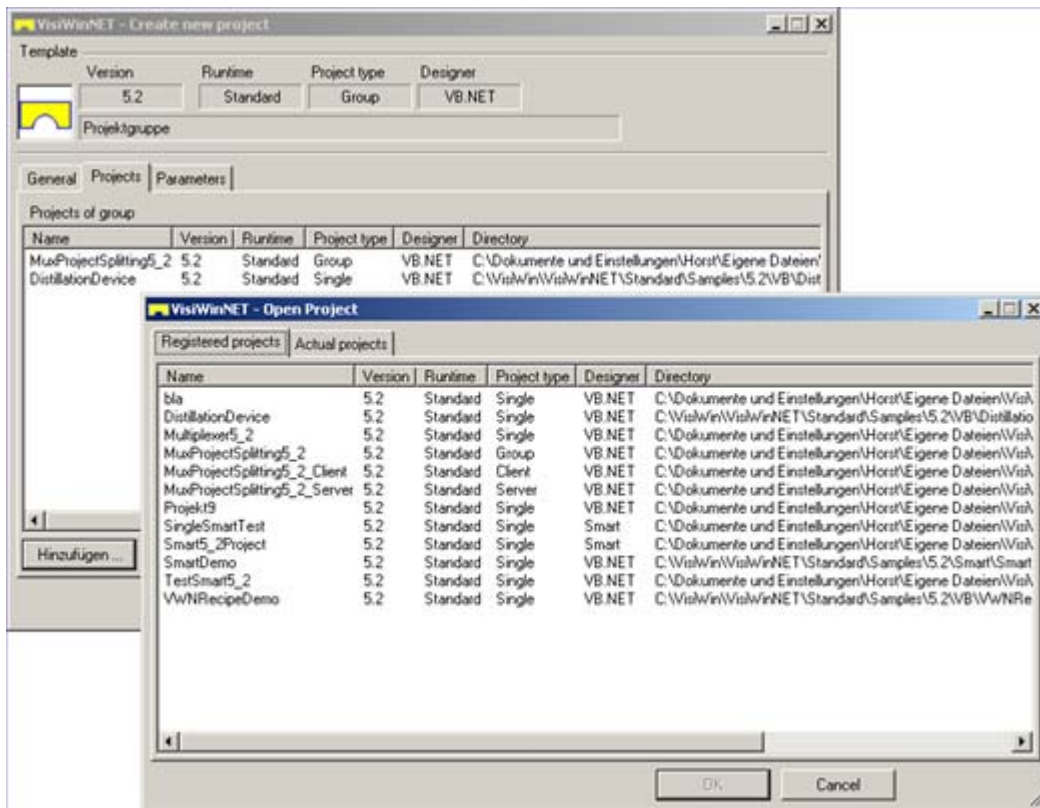 VisiWinNET - Create new project
Template
Version Runtime Project type Designer
5.2 Standard Group VB.NET
Projektgruppe
General Projects Parameters
Projects of group
Name Version Runtime Project type Designer Directory
MuxProjectSplitting5_2 5.2 Standard Group VB.NET C:\Dokumente und Einstellungen\Horst\Eigene Dateien\
DistillationDevice 5.2 Standard Single VB.NET C:\VisiWin\VisiWinNET\Standard\Samples\5.2\VB\Dist
Hinzufügen ...
VisiWinNET - Open Project
Registered projects Actual projects
Name Version Runtime Project type Designer Directory
bla 5.2 Standard Single VB.NET C:\Dokumente und Einstellungen\Horst\Eigene Dateien\Visi\
DistillationDevice 5.2 Standard Single VB.NET C:\VisiWin\VisiWinNET\Standard\Samples\5.2\VB\Distillatio
Multiplexer5_2 5.2 Standard Single VB.NET C:\Dokumente und Einstellungen\Horst\Eigene Dateien\Visi\
MuxProjectSplitting5_2 5.2 Standard Group VB.NET C:\Dokumente und Einstellungen\Horst\Eigene Dateien\Visi\
MuxProjectSplitting5_2_Client 5.2 Standard Client VB.NET C:\Dokumente und Einstellungen\Horst\Eigene Dateien\Visi\
MuxProjectSplitting5_2_Server 5.2 Standard Server VB.NET C:\Dokumente und Einstellungen\Horst\Eigene Dateien\Visi\
Projekt9 5.2 Standard Single VB.NET C:\Dokumente und Einstellungen\Horst\Eigene Dateien\Visi\
SingleSmartTest 5.2 Standard Single Smart C:\Dokumente und Einstellungen\Horst\Eigene Dateien\Visi\
Smart5_2Project 5.2 Standard Single Smart C:\Dokumente und Einstellungen\Horst\Eigene Dateien\Visi\
SmartDemo 5.2 Standard Single VB.NET C:\VisiWin\VisiWinNET\Standard\Samples\5.2\Smart\Smart
TestSmart5_2 5.2 Standard Single VB.NET C:\Dokumente und Einstellungen\Horst\Eigene Dateien\Visi\
VWNRecipeDemo 5.2 Standard Single VB.NET C:\VisiWin\VisiWinNET\Standard\Samples\5.2\VB\VWNRe
OK Cancel